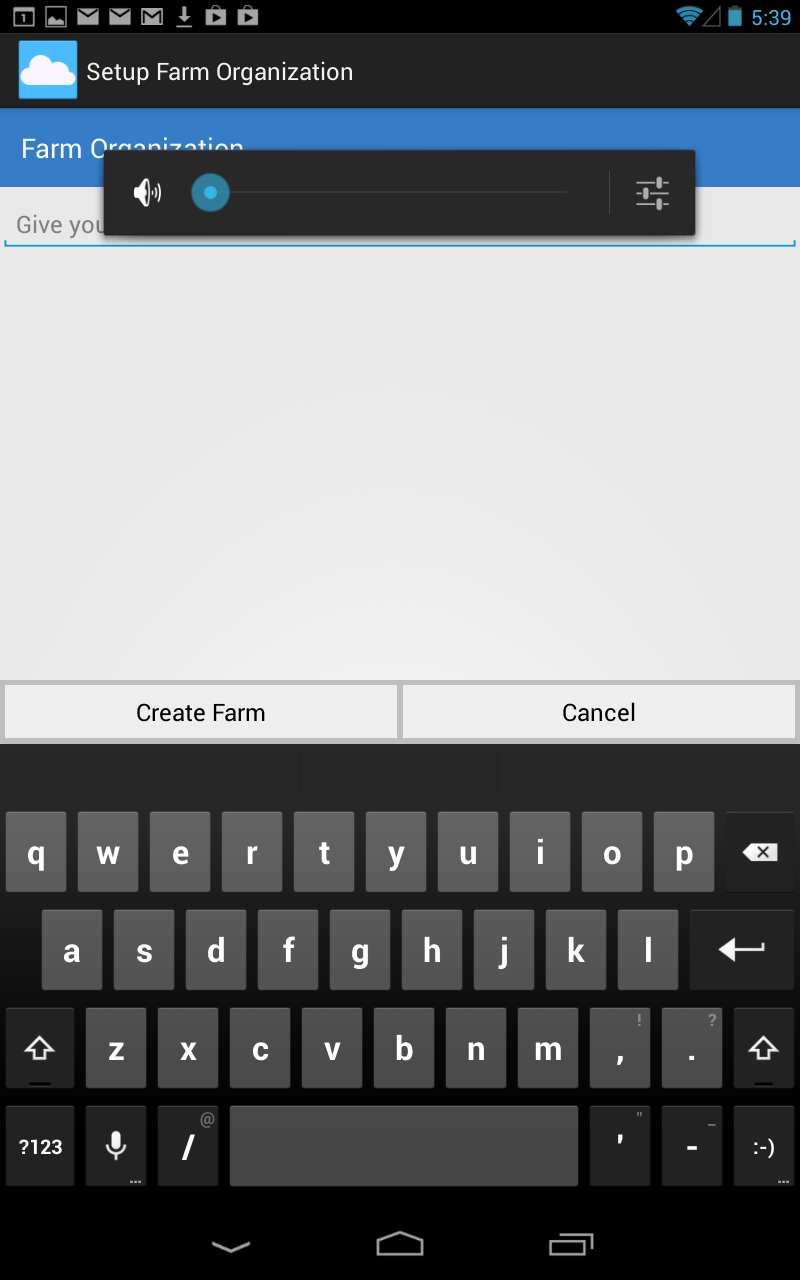 1 5:39
Setup Farm Organization
Farm Organization
Give you
Create Farm Cancel
q w e r t y u i o p
a s d f g h j k l
! ?
z x c v b n m , .
@ " _
?123 / ' - :-)